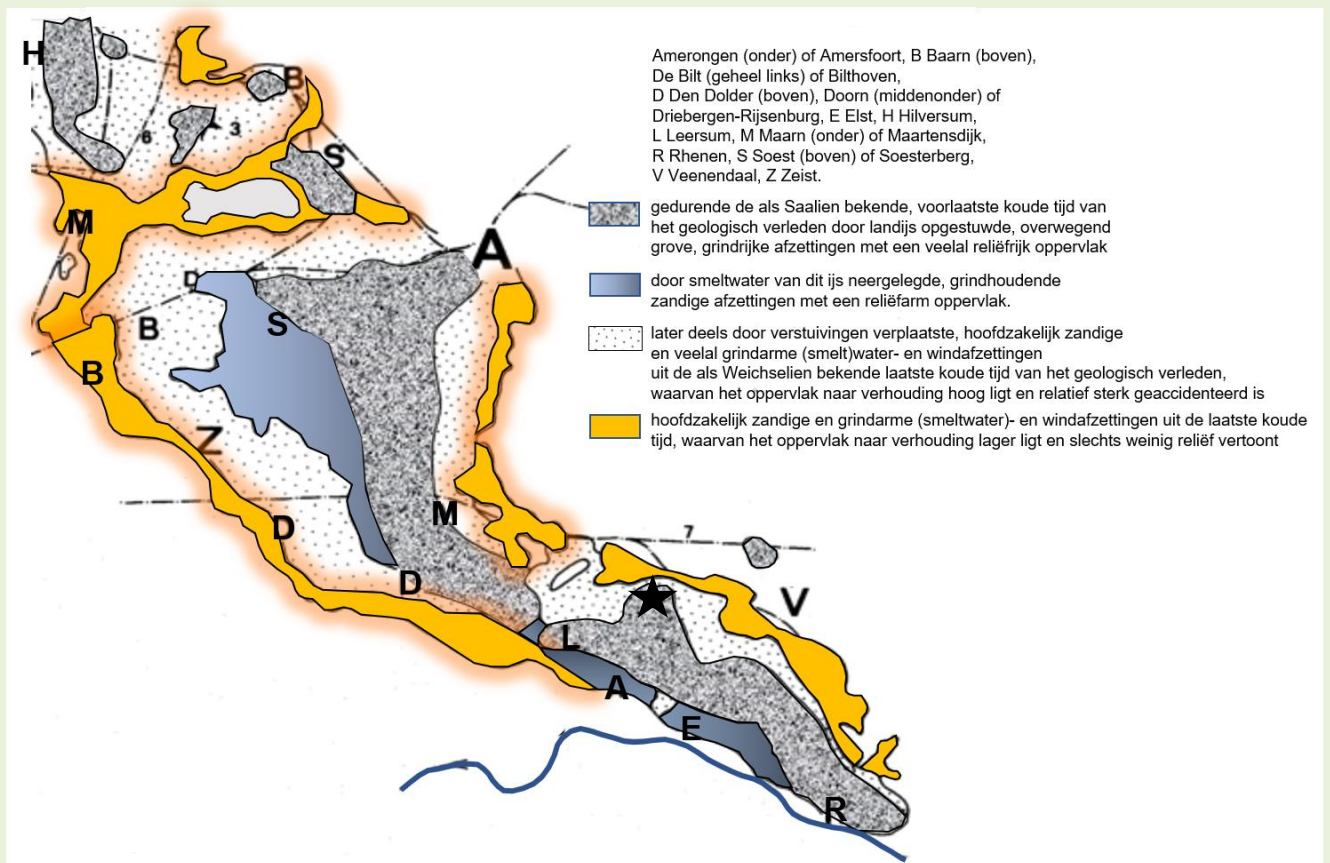 Amerongen (onder) of Amersfoort, B Baarn (boven),
De Bilt (geheel links) of Bilthoven,
D Den Dolder (boven), Doorn (middenonder) of
Driebergen-Rijsenburg, E Elst, H Hilversum,
L Leersum, M Maarn (onder) of Maartensdijk,
R Rhenen, S Soest (boven) of Soesterberg,
V Veenendaal, Z Zeist.
gedurende de als Saalien bekende, voorlaatste koude tijd van
het geologisch verleden door landijs opgestuwde, overwegend
grove, grindrijke afzettingen met een veelal reliëfrijk oppervlak
door smeltwater van dit ijs neergelegde, grindhoudende
zandige afzettingen met een reliëfarm oppervlak.
later deels door verstuivingen verplaatste, hoofdzakelijk zandige
en veelal grindarme (smelt)water- en windafzettingen
uit de als Weichselien bekende laatste koude tijd van het geologisch verleden,
waarvan het oppervlak naar verhouding hoog ligt en relatief sterk geaccidenteerd is
hoofdzakelijk zandige en grindarme (smeltwater)- en windafzettingen uit de laatste koude
tijd, waarvan het oppervlak naar verhouding lager ligt en slechts weinig reliëf vertoont
H
B
6
3
S
M
A
D
B
S
B
Z
M
D
7
D
V
L
A
E
R